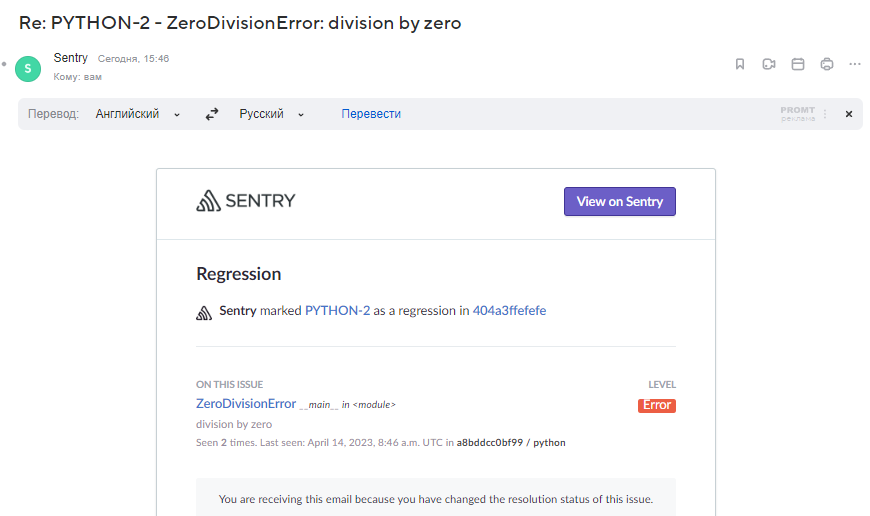 Re: PYTHON-2 - ZeroDivisionError: division by zero
S
Sentry Сегодня, 15:46
Кому: вам
Перевод: Английский Русский Перевести PROMT
реклама
SENTRY View on Sentry
Regression
Sentry marked PYTHON-2 as a regression in 404a3ffefefe
ON THIS ISSUE LEVEL
ZeroDivisionError __main__ in <module> Error
division by zero
Seen 2 times. Last seen: April 14, 2023, 8:46 a.m. UTC in a8bddcc0bf99 / python
You are receiving this email because you have changed the resolution status of this issue.